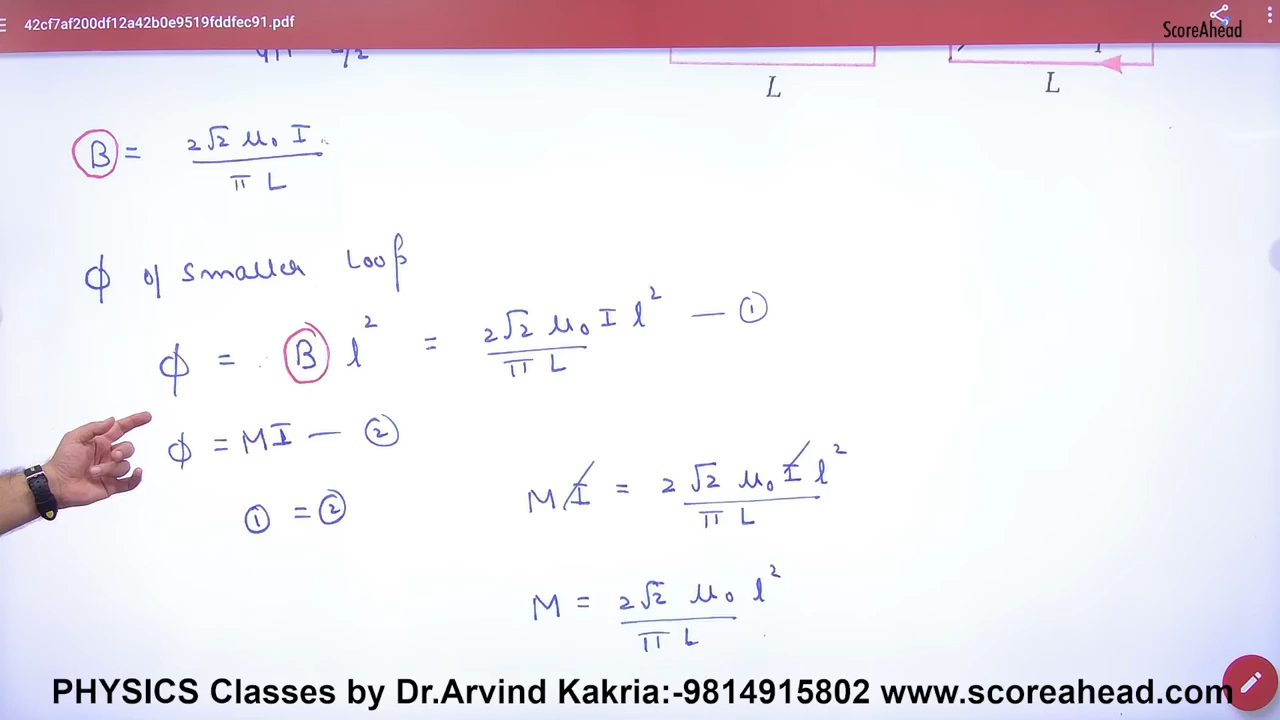 42cf7af200df12a42b0e9519fddfec91.pdf
ScoreAhead
L
L
B = 2√2 μ₀ I / π L
ϕ of smaller Loop
ϕ = B l² = 2√2 μ₀ I l² / π L — ①
ϕ = MI — ②
① = ②
M I = 2 √2 μ₀ I l² / π L
M = 2√2 μ₀ l² / π L
PHYSICS Classes by Dr.Arvind Kakria:-9814915802 www.scoreahead.com